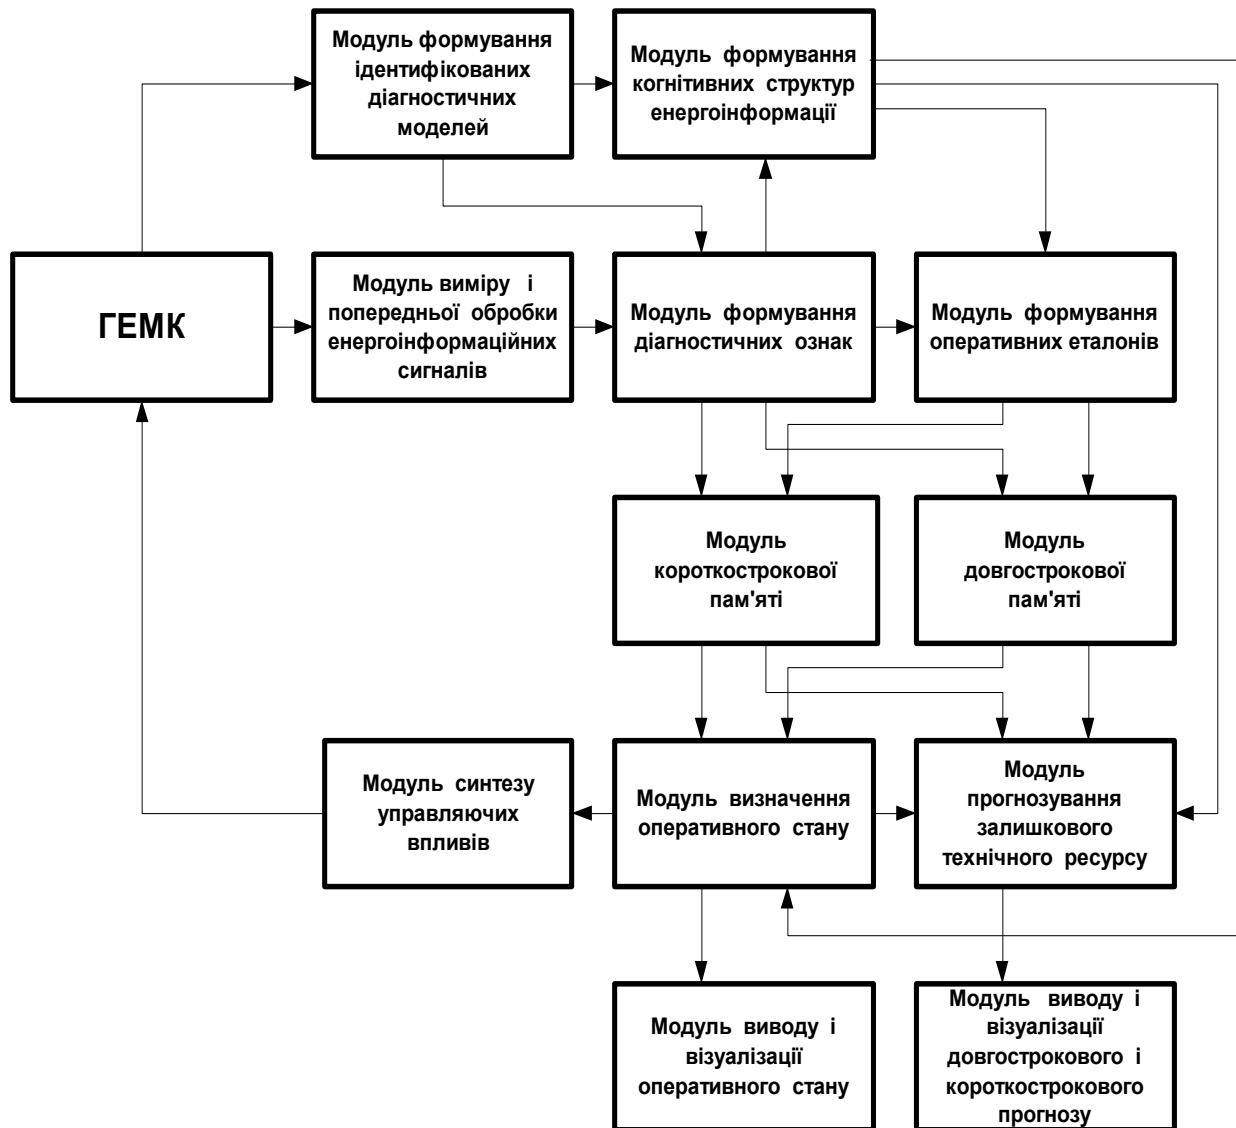 Модуль формування
ідентифікованих
діагностичних
моделей
Модуль формування
когнітивних структур
енергоінформації
ГЕМК
Модуль виміру і
попередньої обробки
енергоінформаційних
сигналів
Модуль формування
діагностичних ознак
Модуль формування
оперативних еталонів
Модуль
короткострокової
пам'яті
Модуль
довгострокової
пам'яті
Модуль синтезу
управляючих
впливів
Модуль визначення
оперативного стану
Модуль
прогнозування
залишкового
технічного ресурсу
Модуль виводу і
візуалізації
оперативного стану
Модуль виводу і
візуалізації
довгострокового і
короткострокового
прогнозу